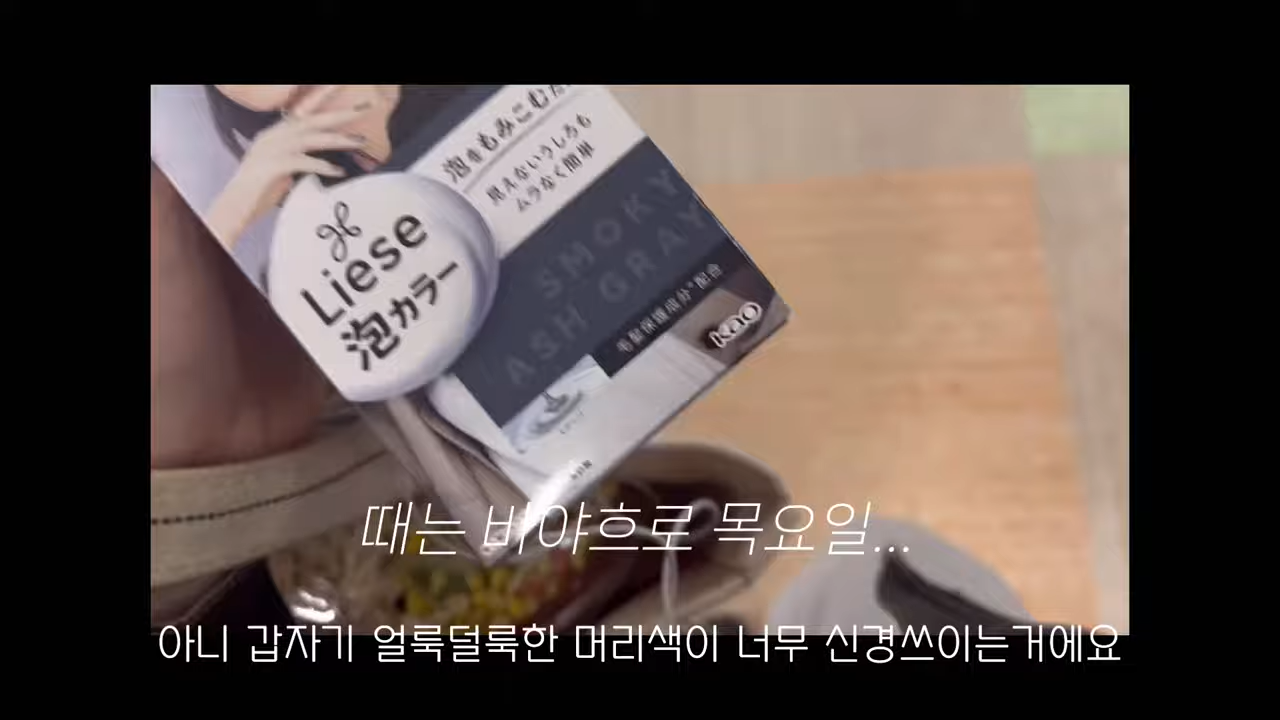 泡をもみこむだ
見えないうしろも
ムラなく簡単
Liese
泡カラー
SMOKY
ASH GRAY
毛髪保護成分*配合
Kao
때는 바야흐로 목요일...
아니 갑자기 얼룩덜룩한 머리색이 너무 신경쓰이는거에요